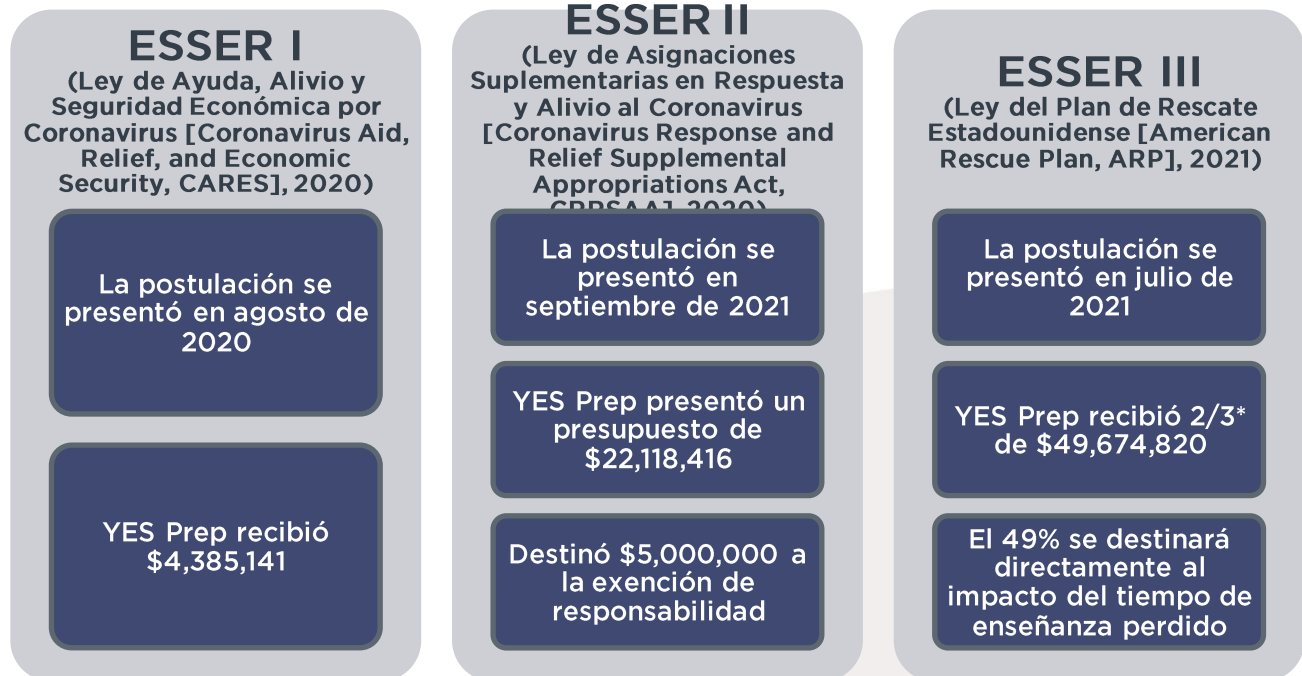 ESSER I
(Ley de Ayuda, Alivio y
Seguridad Económica por
Coronavirus [Coronavirus Aid,
Relief, and Economic
Security, CARES], 2020)
La postulación se
presentó en agosto de
2020
YES Prep recibió
$4,385,141
ESSER II
(Ley de Asignaciones
Suplementarias en Respuesta
y Alivio al Coronavirus
[Coronavirus Response and
Relief Supplemental
Appropriations Act,
CRRSAA], 2020)
La postulación se
presentó en
septiembre de 2021
YES Prep presentó un
presupuesto de
$22,118,416
Destinó $5,000,000 a
la exención de
responsabilidad
ESSER III
(Ley del Plan de Rescate
Estadounidense [American
Rescue Plan, ARP], 2021)
La postulación se
presentó en julio de
2021
YES Prep recibió 2/3*
de $49,674,820
El 49% se destinará
directamente al
impacto del tiempo de
enseñanza perdido